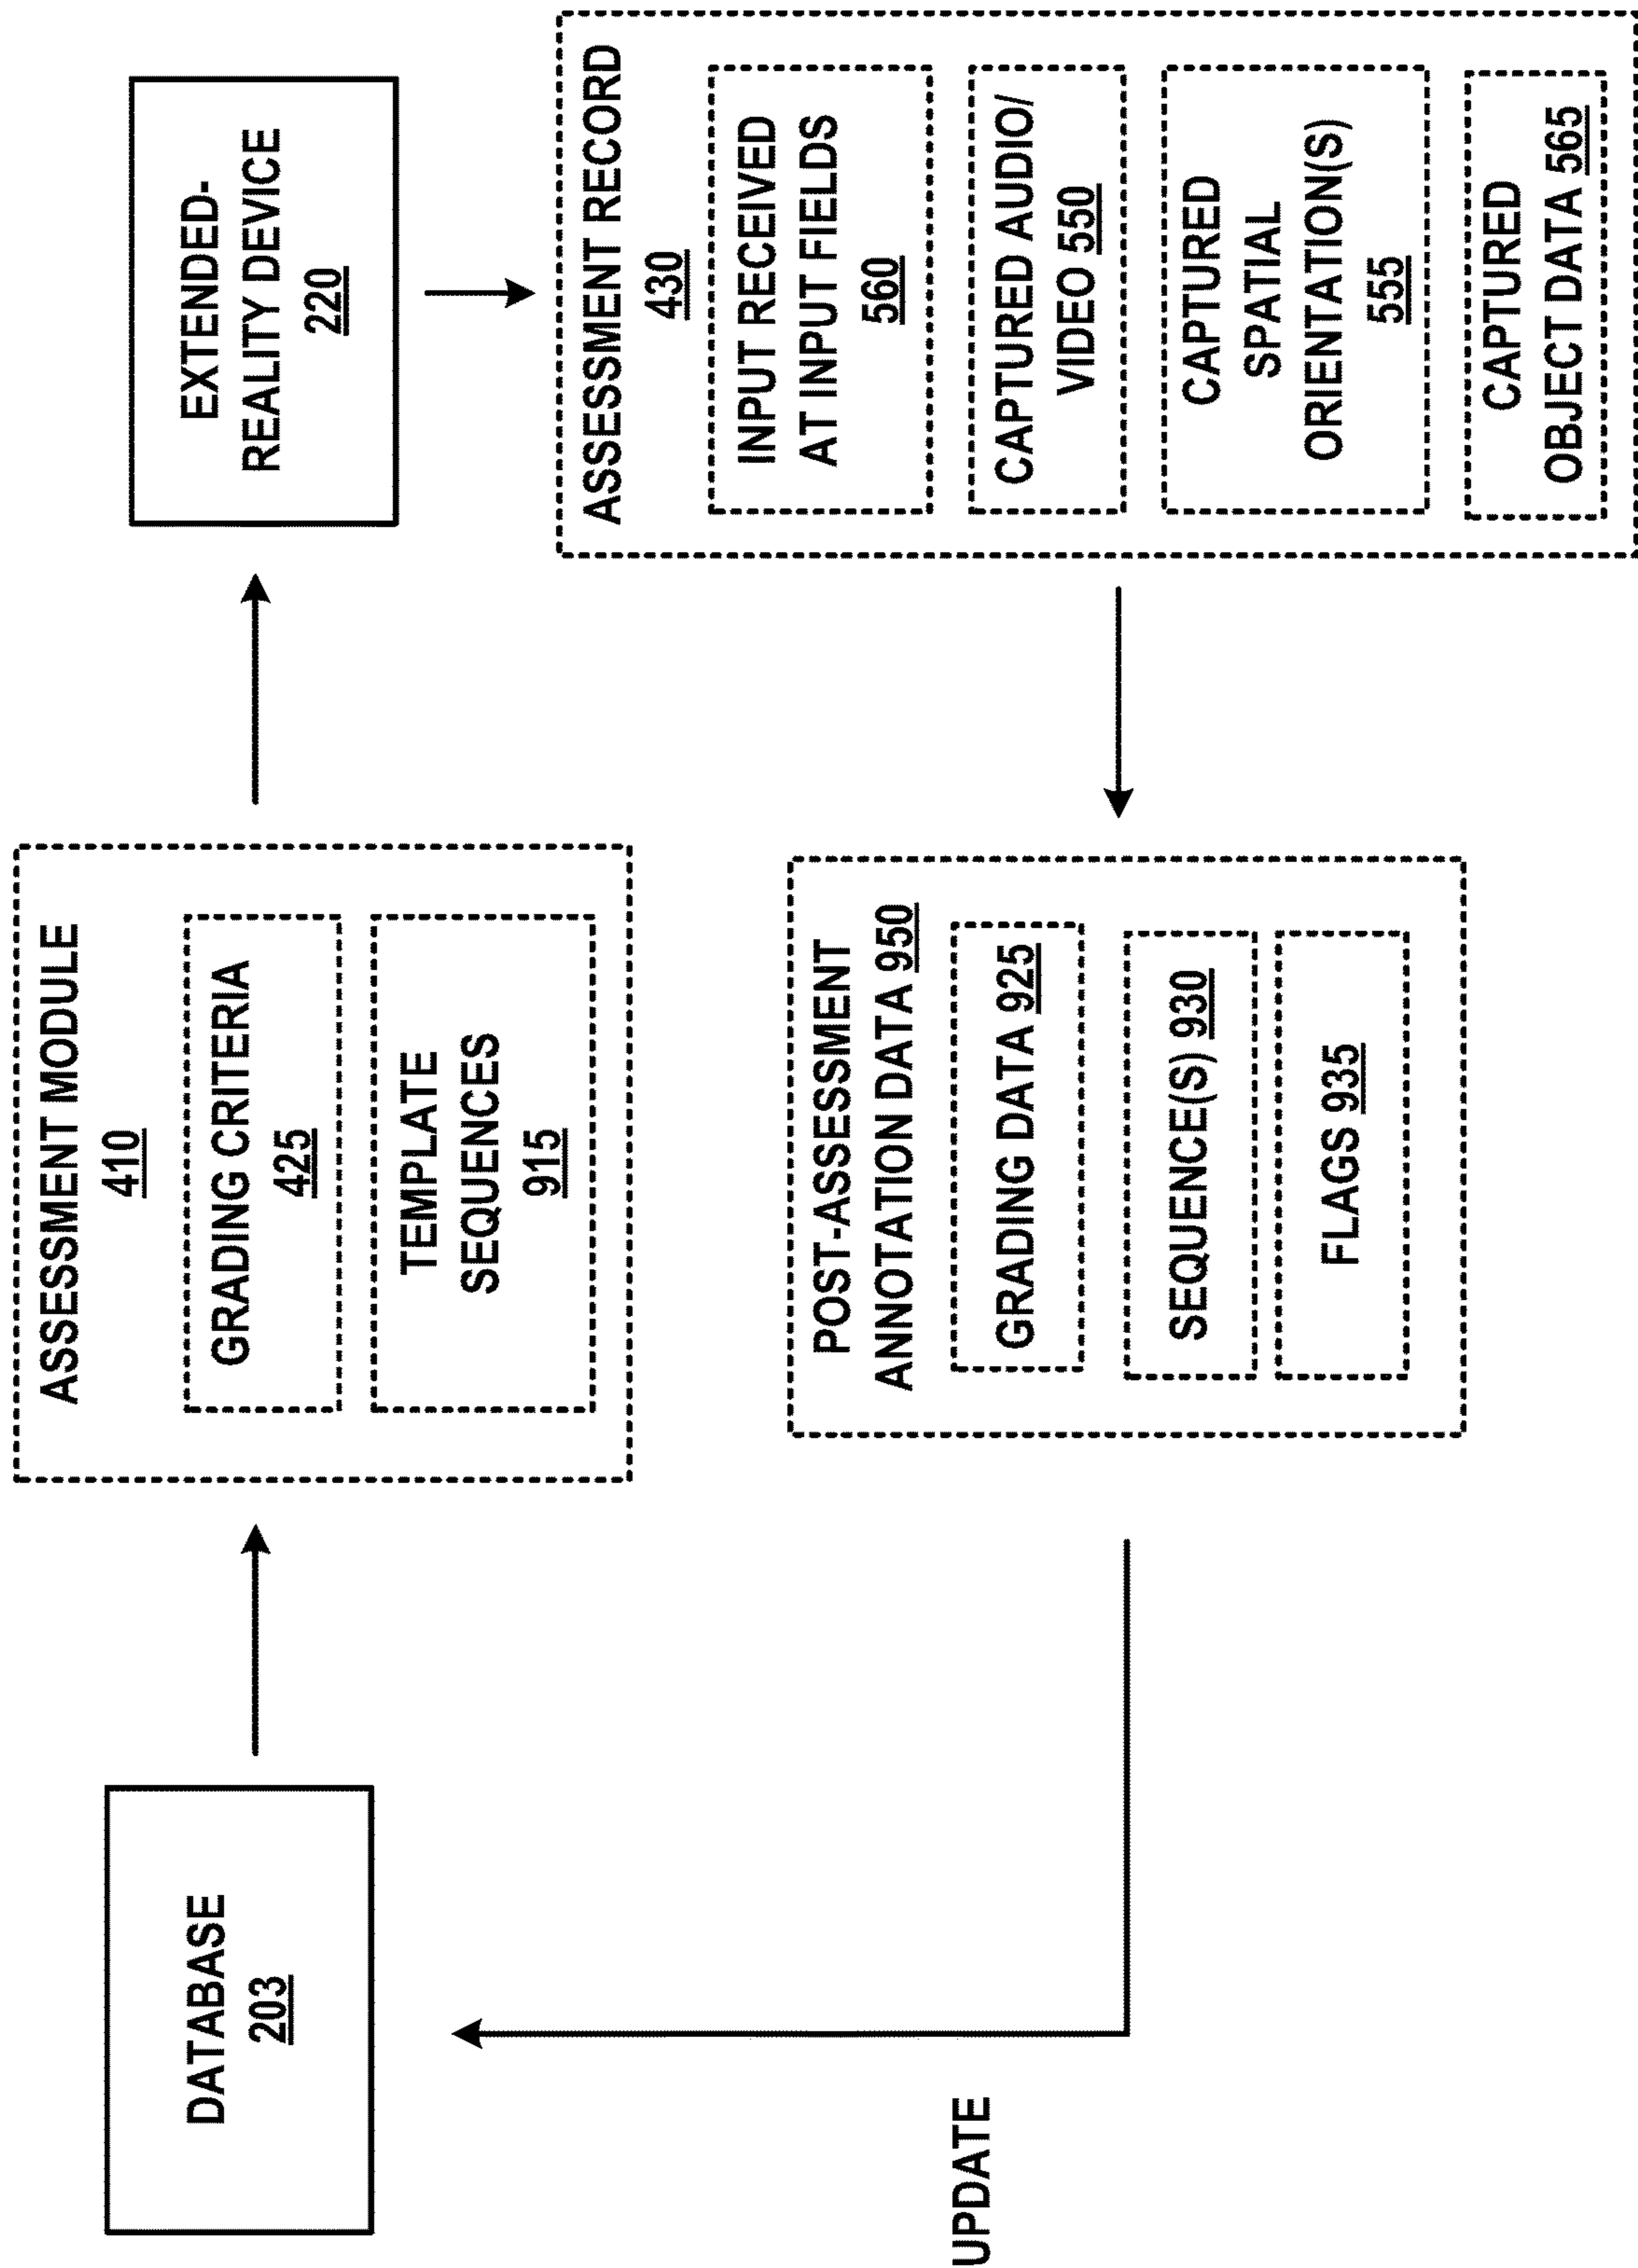 DATABASE
203
ASSESSMENT MODULE
410
GRADING CRITERIA
425
TEMPLATE
SEQUENCES
915
EXTENDED-
REALITY DEVICE
220
ASSESSMENT RECORD
430
INPUT RECEIVED
AT INPUT FIELDS
560
CAPTURED AUDIO/
VIDEO 550
CAPTURED
SPATIAL
ORIENTATION(S)
555
CAPTURED
OBJECT DATA 565
POST-ASSESSMENT
ANNOTATION DATA 950
GRADING DATA 925
SEQUENCE(S) 930
FLAGS 935
UPDATE